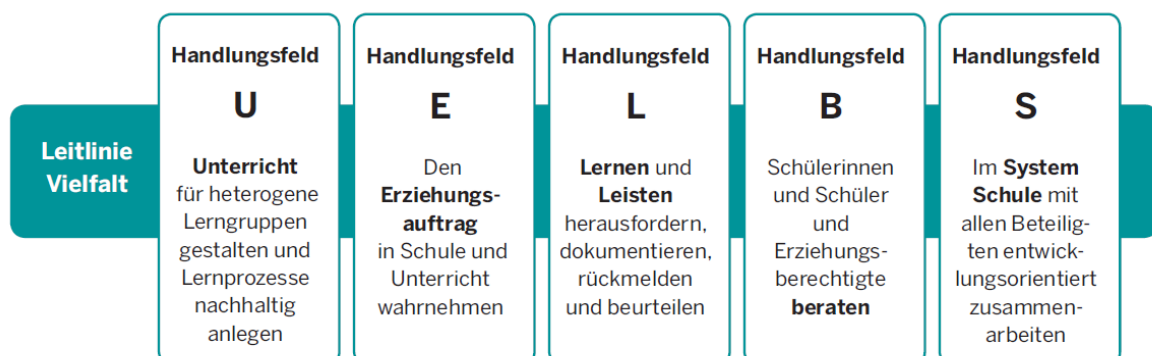 Leitlinie
Vielfalt
Handlungsfeld
U
Unterricht
für heterogene
Lerngruppen
gestalten und
Lernprozesse
nachhaltig
anlegen
Handlungsfeld
E
Den
Erziehungs-
auftrag
in Schule und
Unterricht
wahrnehmen
Handlungsfeld
L
Lernen und
Leisten
herausfordern,
dokumentieren,
rückmelden
und beurteilen
Handlungsfeld
B
Schülerinnen
und Schüler
und
Erziehungs-
berechtigte
beraten
Handlungsfeld
S
Im System
Schule mit
allen Beteilig-
ten entwick-
lungsorientiert
zusammen-
arbeiten